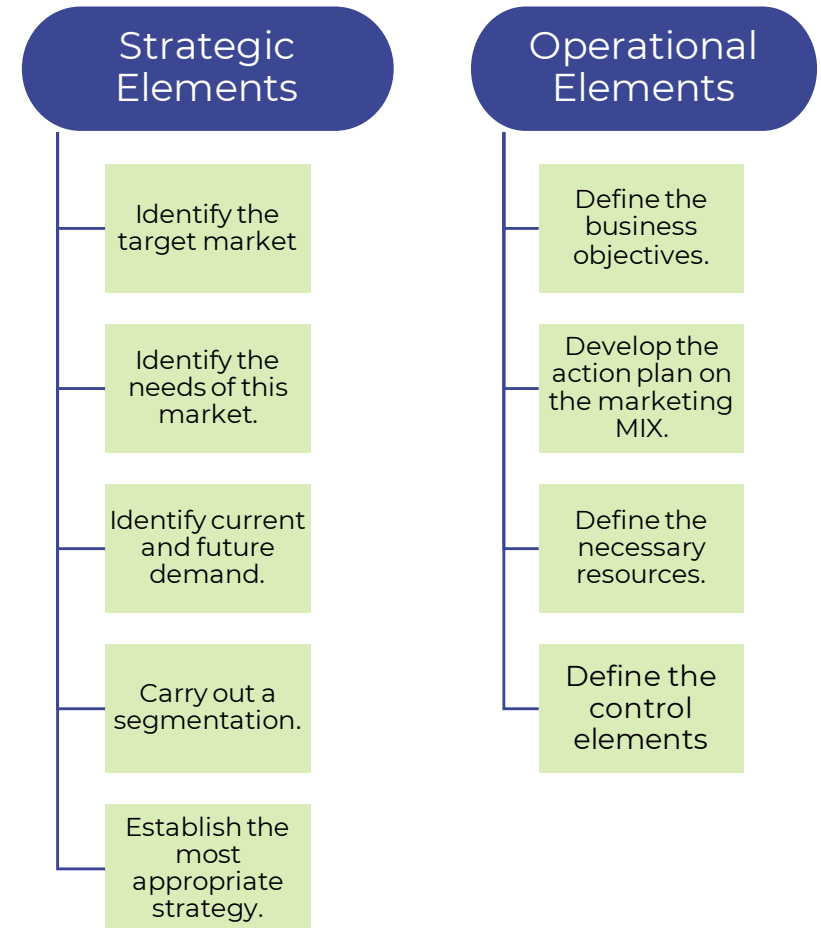 Strategic
Elements
Identify the
target market
Identify the
needs of this
market.
Identify current
and future
demand.
Carry out a
segmentation.
Establish the
most
appropriate
strategy.
Operational
Elements
Define the
business
objectives.
Develop the
action plan on
the marketing
MIX.
Define the
necessary
resources.
Define the
control
elements